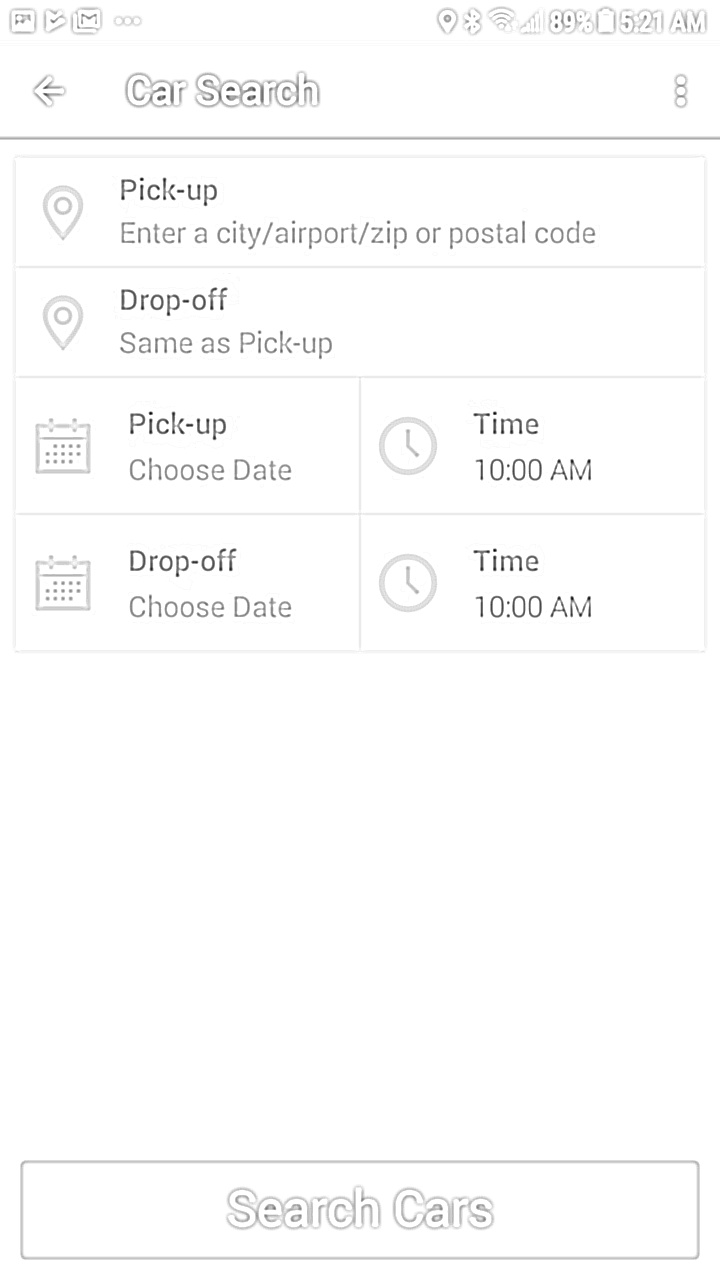 89% 5:21 AM
Car Search
Pick-up
Enter a city/airport/zip or postal code
Drop-off
Same as Pick-up
Pick-up
Choose Date
Time
10:00 AM
Drop-off
Choose Date
Time
10:00 AM
Search Cars